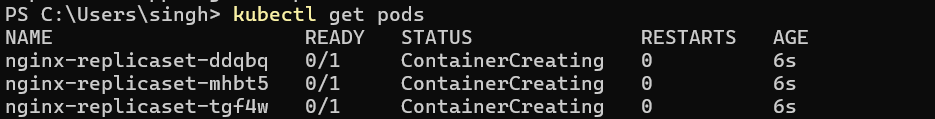 PS C:\Users\singh> kubectl get pods
NAME READY STATUS RESTARTS AGE
nginx-replicaset-ddqbq 0/1 ContainerCreating 0 6s
nginx-replicaset-mhbt5 0/1 ContainerCreating 0 6s
nginx-replicaset-tgf4w 0/1 ContainerCreating 0 6s